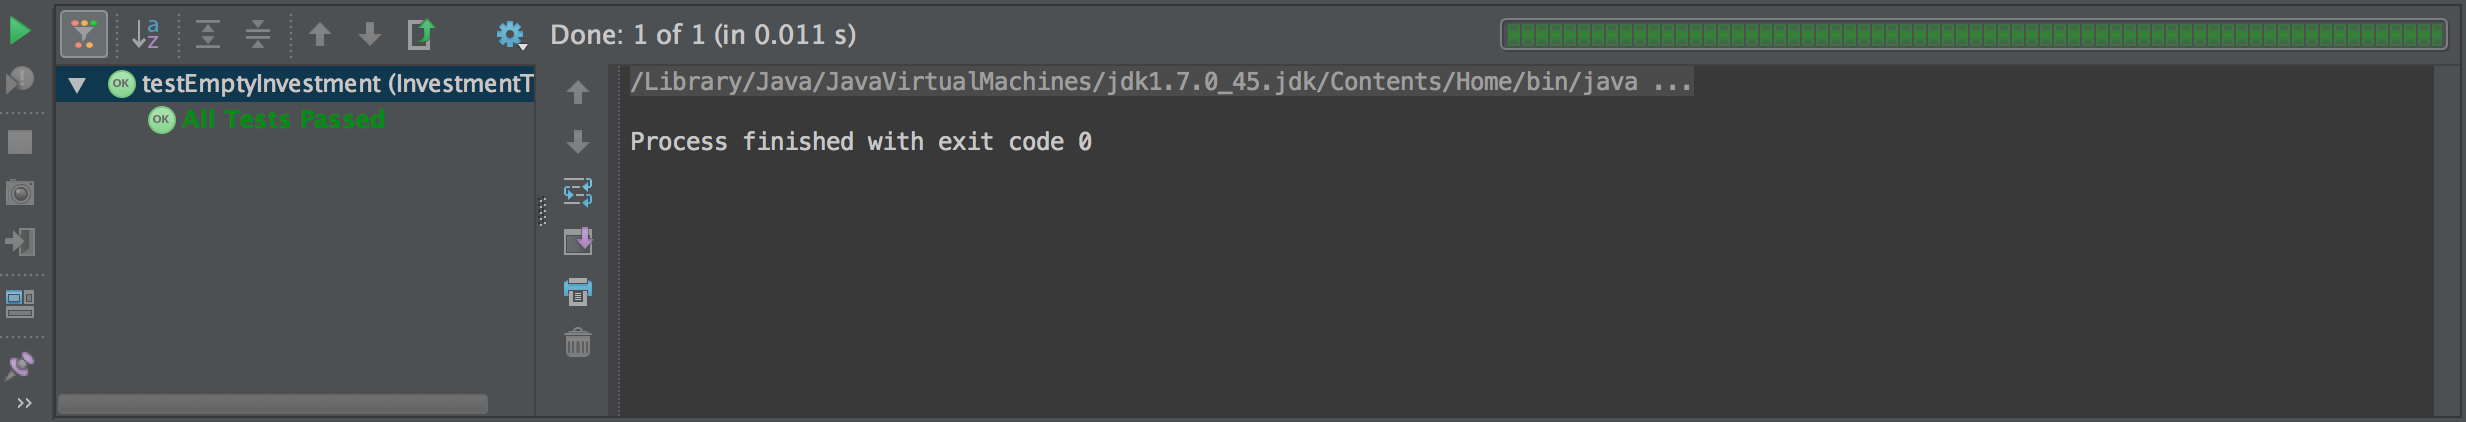 Done: 1 of 1 (in 0.011 s)
OK testEmptyInvestment (InvestmentT
OK All Tests Passed
/Library/Java/JavaVirtualMachines/jdk1.7.0_45.jdk/Contents/Home/bin/java ...
Process finished with exit code 0